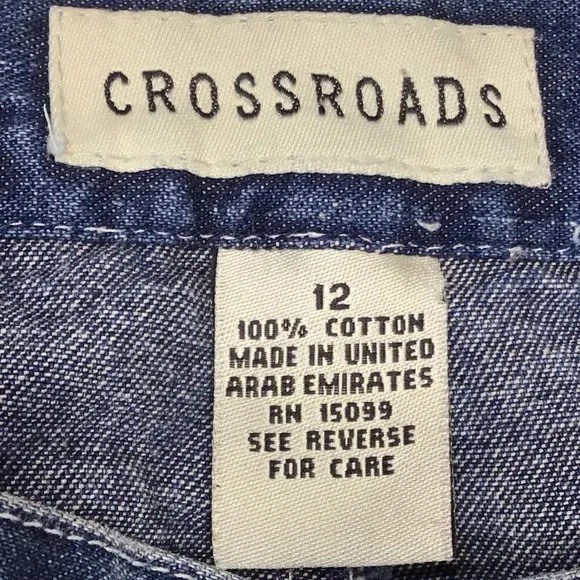 CROSSROADS
12
100% COTTON
MADE IN UNITED
ARAB EMIRATES
RN 15099
SEE REVERSE
FOR CARE